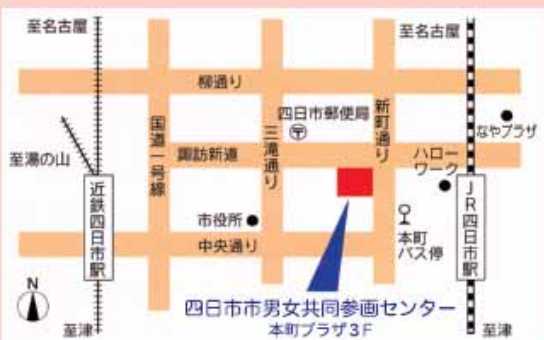 至名古屋
至名古屋
柳通り
四日市郵便局
〒
新町通り
なやプラザ
国道一号線
三滝通り
諏訪新道
ハロー
ワーク
至湯の山
近鉄四日市駅
JR四日市駅
市役所
中央通り
本町
バス停
N
四日市市男女共同参画センター
本町プラザ3F
至津
至津